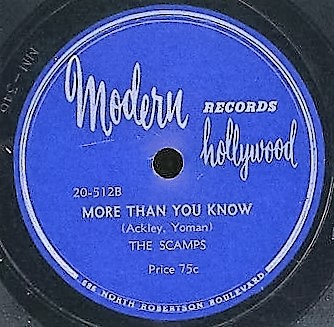 Modern
RECORDS
hollywood
20-512B
MORE THAN YOU KNOW
(Ackley, Yoman)
THE SCAMPS
Price 75c
NORTH ROBERTSON BOULEVARD